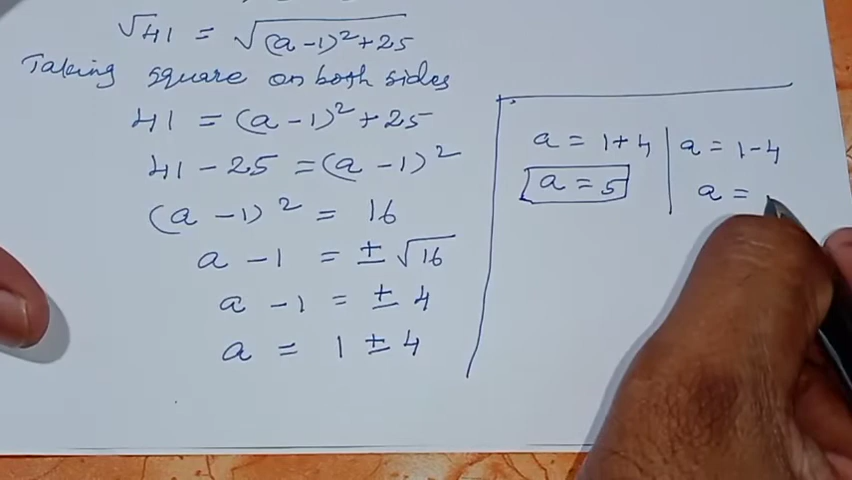 √41 = √(a-1)²+25
Taking square on both sides
41 = (a-1)²+25
41-25 = (a-1)²
(a-1)² = 16
a-1 = ±√16
a-1 = ±4
a = 1±4
a = 1+4
a = 5
a = 1-4
a =